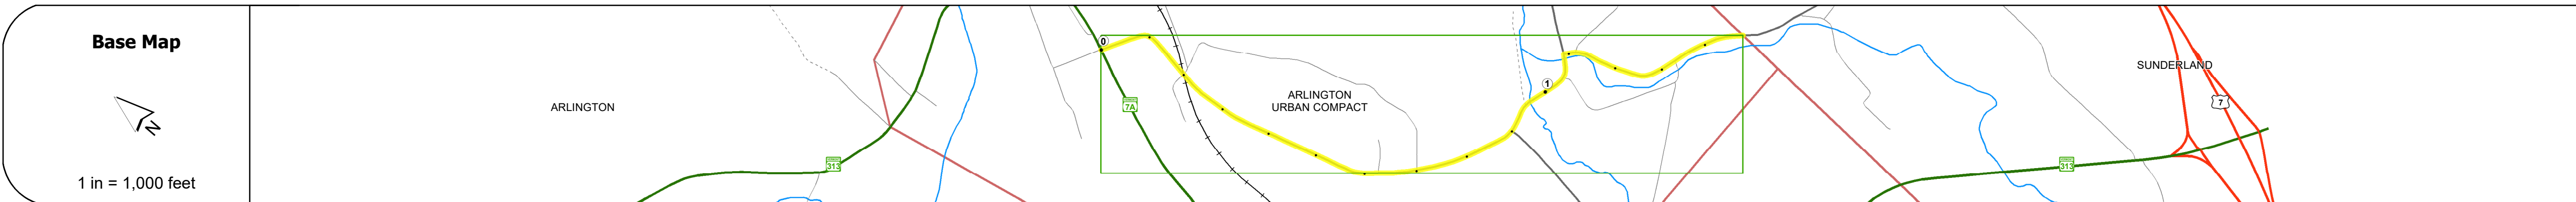 Base Map
N
1 in = 1,000 feet
ARLINGTON
313
0
7A
ARLINGTON
URBAN COMPACT
1
313
SUNDERLAND
7